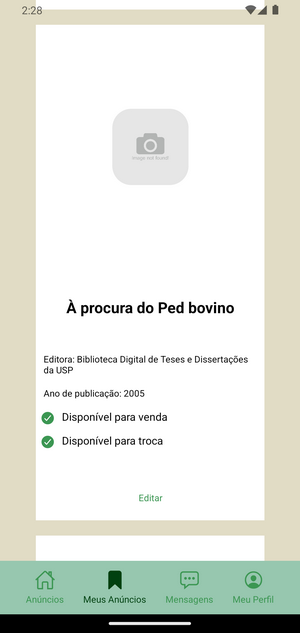 2:28
Image not found
À procura do Ped bovino
Editora: Biblioteca Digital de Teses e Dissertações
da USP
Ano de publicação: 2005
Disponível para venda
Disponível para troca
Editar
Anúncios
Meus Anúncios
Mensagens
Meu Perfil